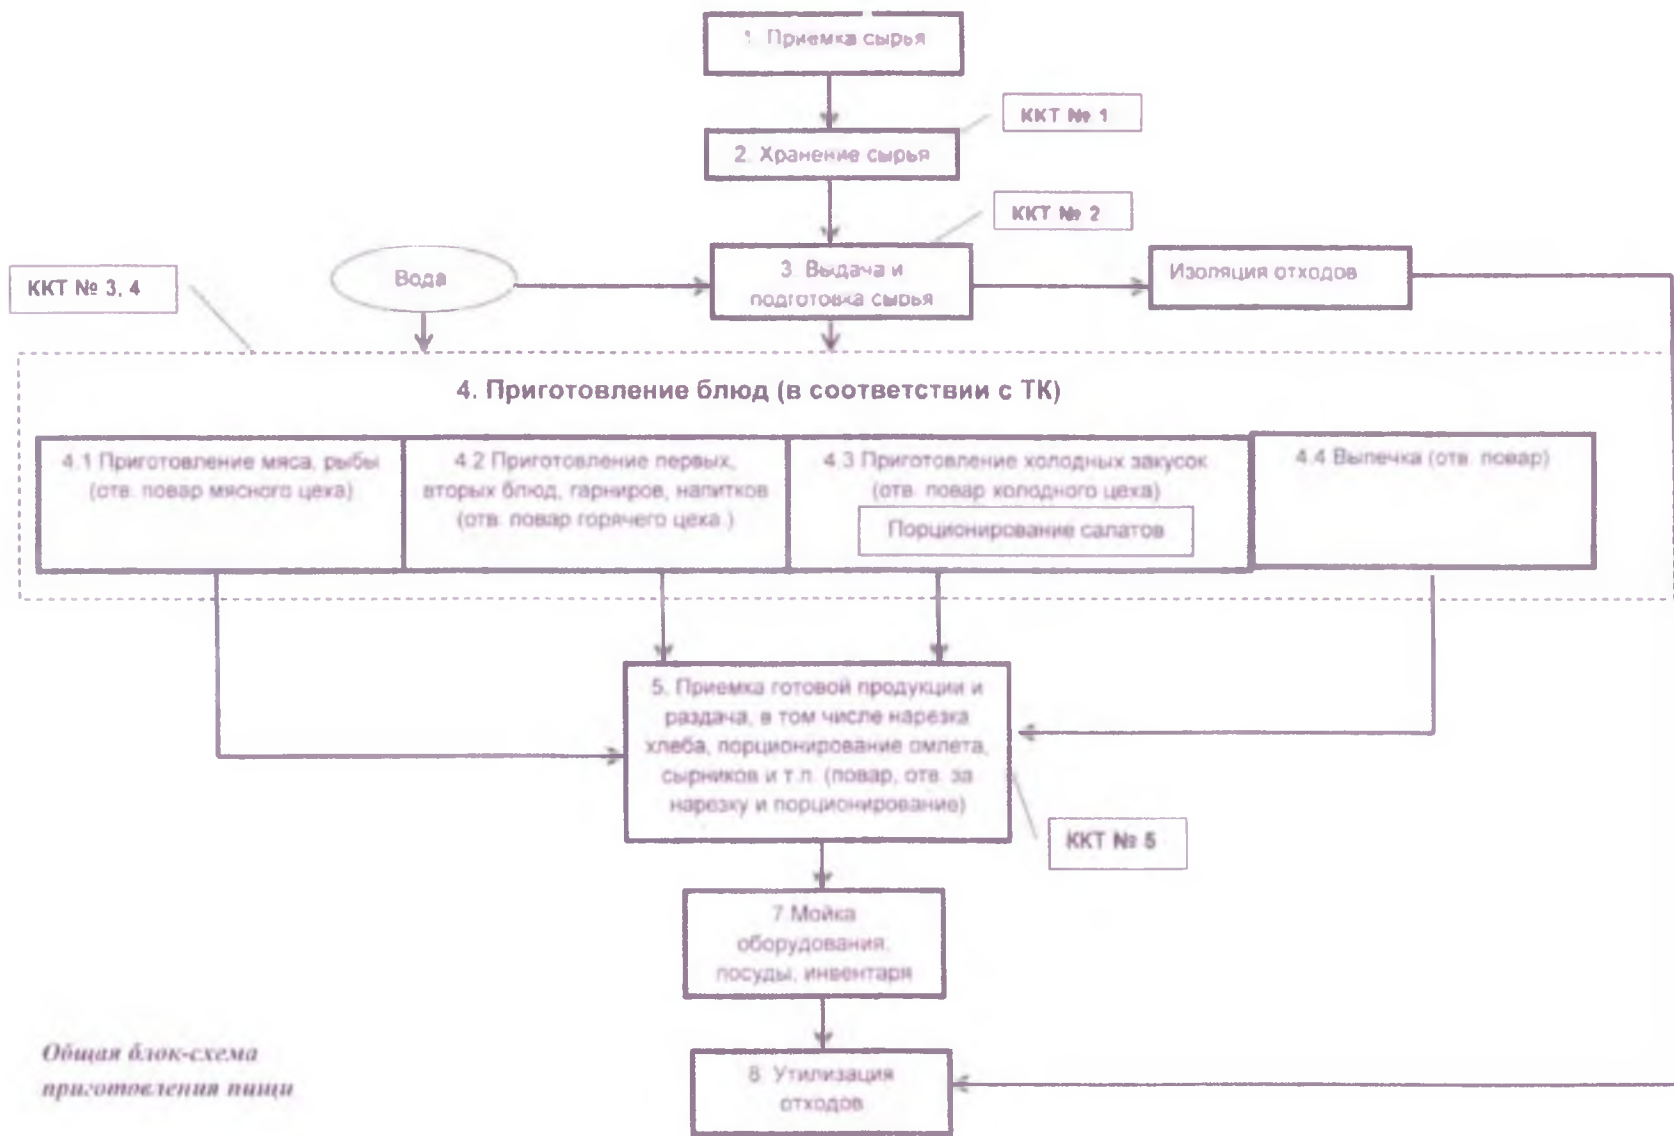 1. Приемка сырья
ККТ № 1
2. Хранение сырья
ККТ № 2
ККТ № 3, 4
Вода
3. Выдача и
подготовка сырья
Изоляция отходов
4. Приготовление блюд (в соответствии с ТК)
4.1 Приготовление мяса, рыбы
(отв. повар мясного цеха)
4.2 Приготовление первых,
вторых блюд, гарниров, напитков
(отв. повар горячего цеха.)
4.3 Приготовление холодных закусок
(отв. повар холодного цеха)
Порционирование салатов
4.4 Выпечка (отв. повар)
5. Приемка готовой продукции и
раздача, в том числе нарезка
хлеба, порционирование омлета,
сырников и т.п. (повар, отв. за
нарезку и порционирование)
ККТ № 5
7 Мойка
оборудования,
посуды, инвентаря
8. Утилизация
отходов
Общая блок-схема
приготовления пищи